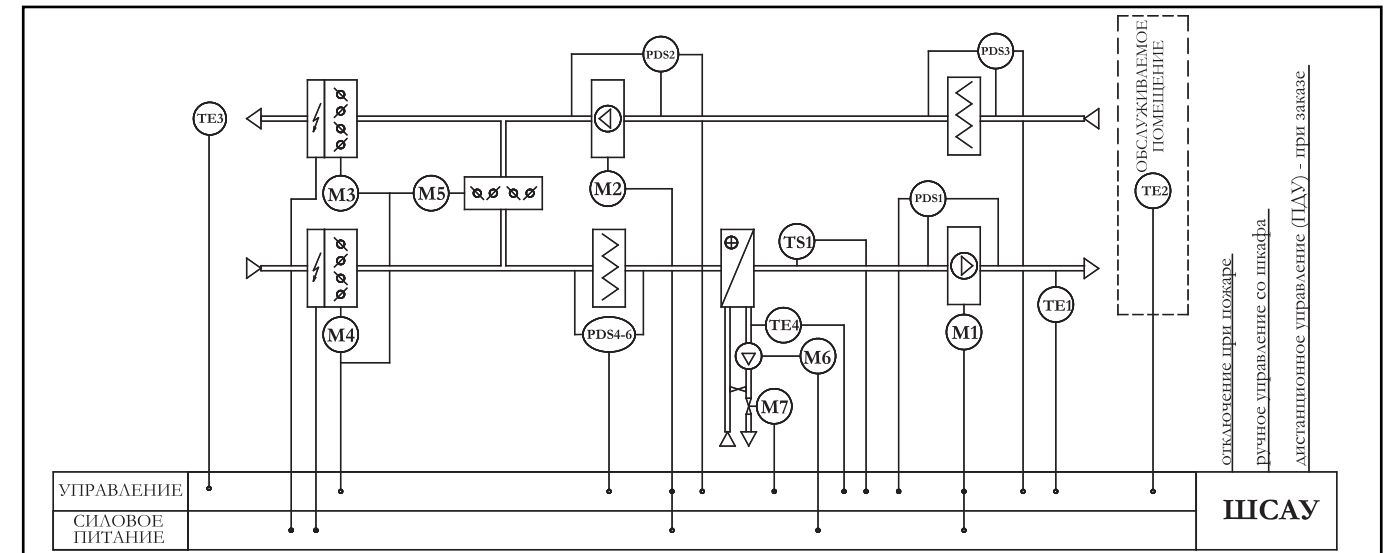 PDS2
PDS3
ОБСЛУЖИВАЕМОЕ
ПОМЕЩЕНИЕ
TE3
M3
M5
M2
PDS1
TE2
TS1
M4
PDS4-6
TE4
M6
M7
M1
TE1
отключение при пожаре
ручное управление со шкафа
дистанционное управление (ПДУ) - при заказе
УПРАВЛЕНИЕ
СИЛОВОЕ
ПИТАНИЕ
ШСАУ